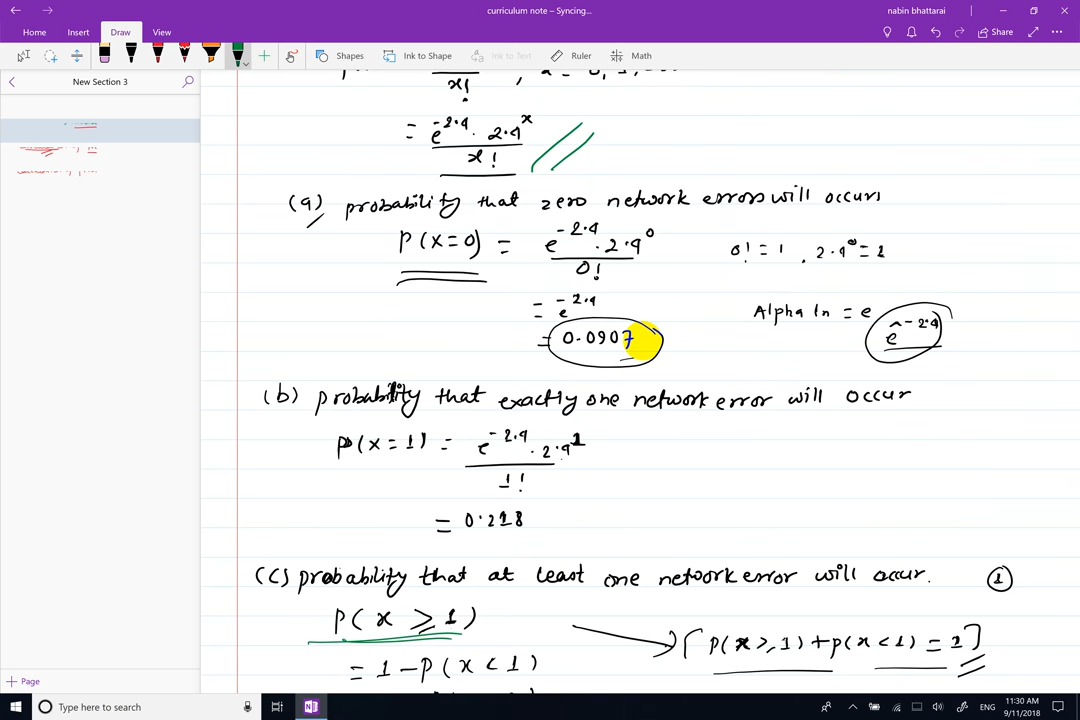 curriculum note – Syncing...
nabin bhattarai
Home Insert Draw View
Share
Shapes Ink to Shape Ink to Text Ruler Math
New Section 3
x!
= e^-2.4 . 2.4^x
x!
(a) probability that zero network errors will occurs
P(x=0) = e^-2.4 . 2.4^0
0!
0! = 1 , 2.4^0 = 1
= e^-2.4
= 0.0907
Alpha ln = e
e^-2.4
(b) probability that exactly one network error will occur
P(x=1) = e^-2.4 . 2.4^1
1!
= 0.218
(c) probability that at least one network error will occur. ①
P(x ≥ 1)
[P(x ≥ 1) + p(x < 1) = 1]
= 1 - P(x < 1)
+ Page
Type here to search
ENG
11:30 AM
9/11/2018